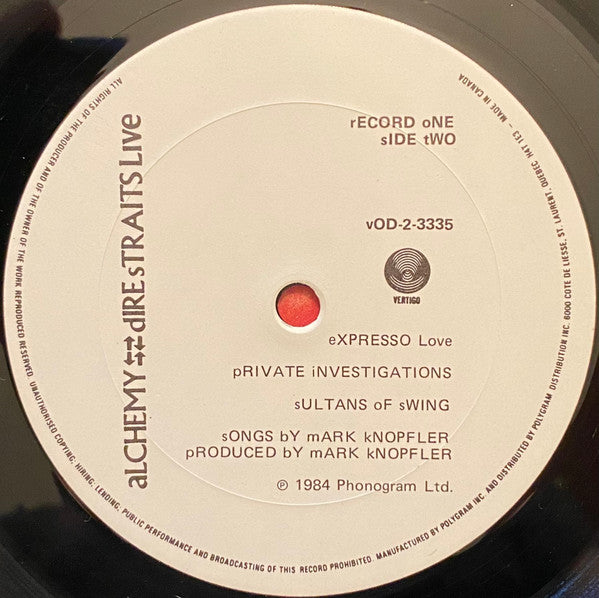 aLCHEMY ⇆ dIREsTRAITS Live
rECORD oNE
sIDE tWO
vOD-2-3335
VERTIGO
eXPRESSO Love
pRIVATE iNVESTIGATIONS
sULTANS oF sWING
sONGS bY mARK kNOPFLER
pRODUCED bY mARK kNOPFLER
℗ 1984 Phonogram Ltd.
ALL RIGHTS OF THE PRODUCER AND OF THE OWNER OF THE WORK REPRODUCED RESERVED. UNAUTHORISED COPYING, HIRING, LENDING, PUBLIC PERFORMANCE AND BROADCASTING OF THIS RECORD PROHIBITED. MANUFACTURED BY POLYGRAM INC. AND DISTRIBUTED BY POLYGRAM DISTRIBUTION INC. 6000 COTE DE LIESSE, ST. LAURENT, QUEBEC H4T 1E3 – MADE IN CANADA